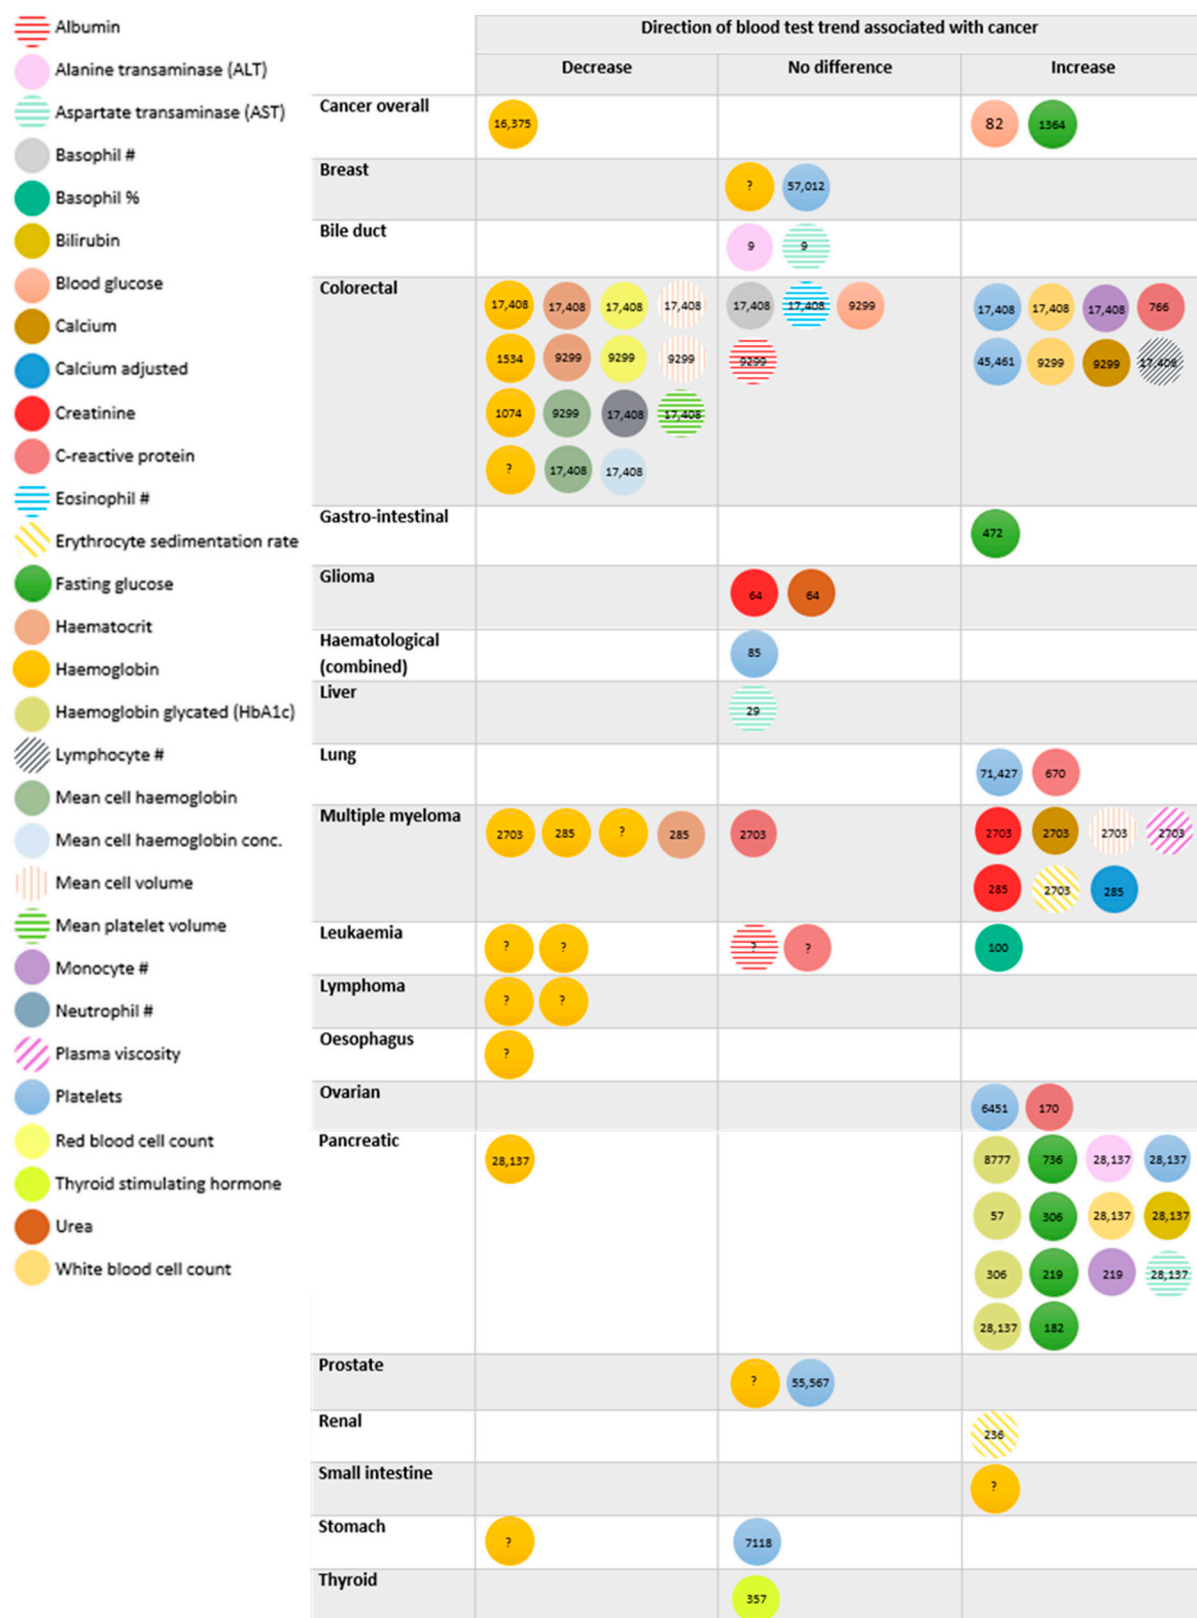 Albumin
Alanine transaminase (ALT)
Aspartate transaminase (AST)
Basophil #
Basophil %
Bilirubin
Blood glucose
Calcium
Calcium adjusted
Creatinine
C-reactive protein
Eosinophil #
Erythrocyte sedimentation rate
Fasting glucose
Haematocrit
Haemoglobin
Haemoglobin glycated (HbA1c)
Lymphocyte #
Mean cell haemoglobin
Mean cell haemoglobin conc.
Mean cell volume
Mean platelet volume
Monocyte #
Neutrophil #
Plasma viscosity
Platelets
Red blood cell count
Thyroid stimulating hormone
Urea
White blood cell count
Direction of blood test trend associated with cancer
Decrease No difference Increase
Cancer overall
16,375 82 1364
Breast
? 57,012
Bile duct
9 9
Colorectal
17,408 17,408 17,408 17,408 17,408 17,408 9299 17,408 17,408 17,408 766
1534 9299 9299 9299 9299 45,461 9299 9299 17,408
1074 9299 17,408 17,408
? 17,408 17,408
Gastro-intestinal
472
Glioma
64 64
Haematological
(combined)
85
Liver
29
Lung
71,427 670
Multiple myeloma
2703 285 ? 285 2703 2703 2703 2703 2703
285 2703 285
Leukaemia
? ? ? ? 100
Lymphoma
? ?
Oesophagus
?
Ovarian
6451 170
Pancreatic
28,137 8777 736 28,137 28,137
57 306 28,137 28,137
306 219 219 28,137
28,137 182
Prostate
? 55,567
Renal
236
Small intestine
?
Stomach
? 7118
Thyroid
357